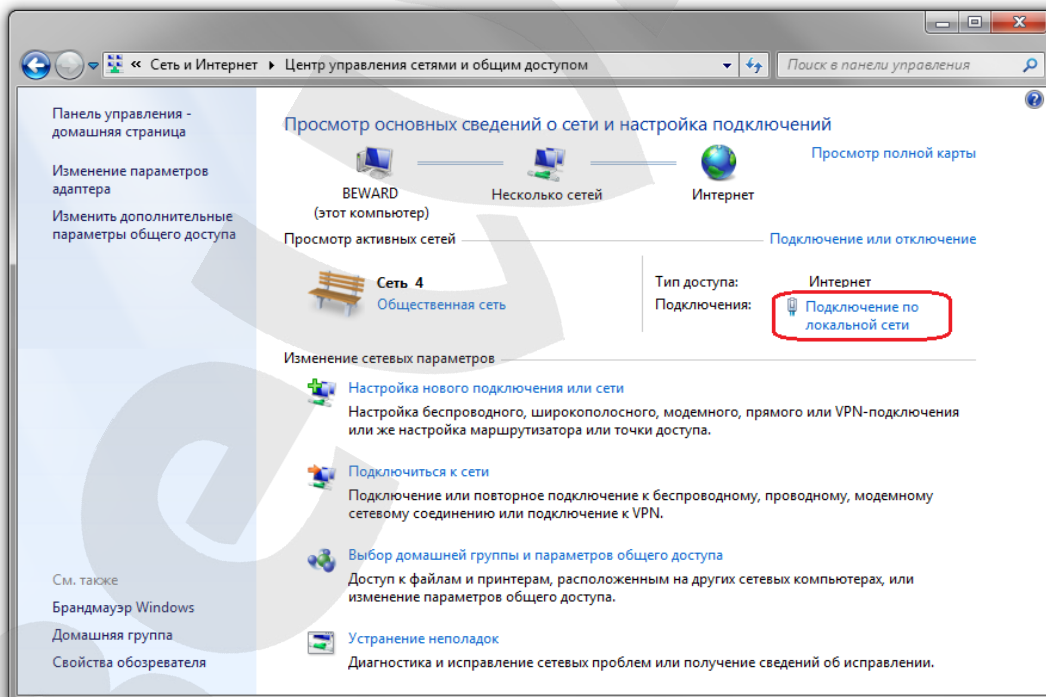 « Сеть и Интернет ▸ Центр управления сетями и общим доступом
Поиск в панели управления
Панель управления -
домашняя страница
Изменение параметров
адаптера
Изменить дополнительные
параметры общего доступа
Просмотр основных сведений о сети и настройка подключений
Просмотр полной карты
BEWARD
(этот компьютер)
Несколько сетей
Интернет
Просмотр активных сетей
Подключение или отключение
Сеть 4
Общественная сеть
Тип доступа: Интернет
Подключения: Подключение по
локальной сети
Изменение сетевых параметров
Настройка нового подключения или сети
Настройка беспроводного, широкополосного, модемного, прямого или VPN-подключения
или же настройка маршрутизатора или точки доступа.
Подключиться к сети
Подключение или повторное подключение к беспроводному, проводному, модемному
сетевому соединению или подключение к VPN.
Выбор домашней группы и параметров общего доступа
Доступ к файлам и принтерам, расположенным на других сетевых компьютерах, или
изменение параметров общего доступа.
Устранение неполадок
Диагностика и исправление сетевых проблем или получение сведений об исправлении.
См. также
Брандмауэр Windows
Домашняя группа
Свойства обозревателя